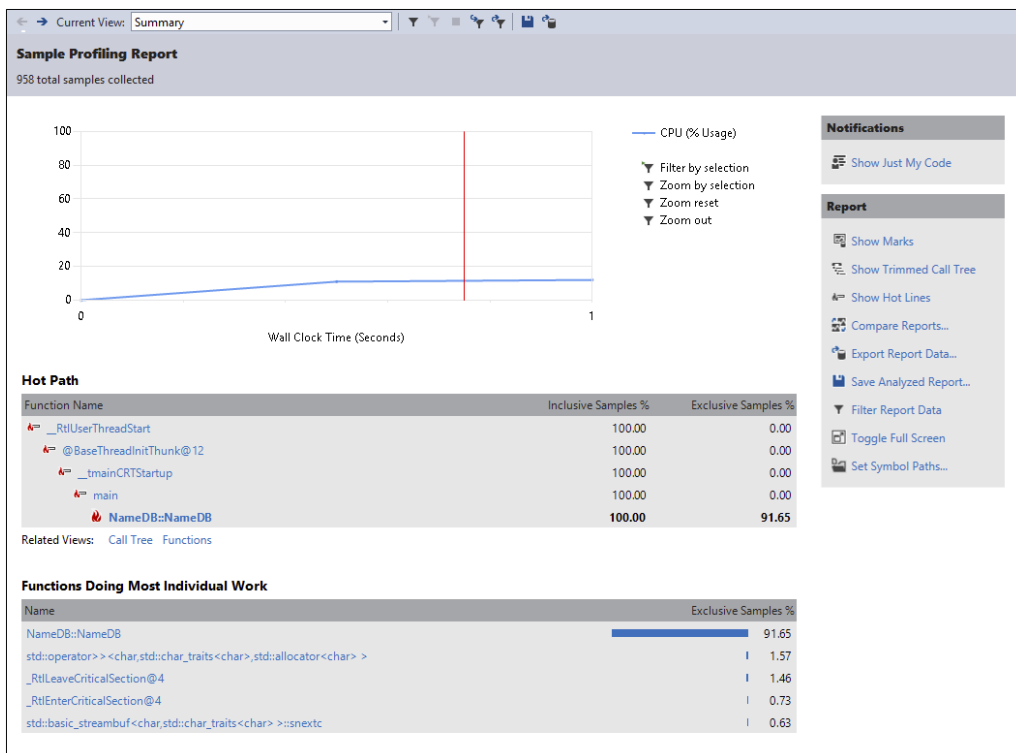 Current View: Summary
Sample Profiling Report
958 total samples collected
100
80
60
40
20
0
0
1
Wall Clock Time (Seconds)
CPU (% Usage)
Filter by selection
Zoom by selection
Zoom reset
Zoom out
Hot Path
Function Name Inclusive Samples % Exclusive Samples %
__RtlUserThreadStart 100.00 0.00
@BaseThreadInitThunk@12 100.00 0.00
__tmainCRTStartup 100.00 0.00
main 100.00 0.00
NameDB::NameDB 100.00 91.65
Related Views: Call Tree Functions
Functions Doing Most Individual Work
Name Exclusive Samples %
NameDB::NameDB 91.65
std::operator>><char,std::char_traits<char>,std::allocator<char> > 1.57
_RtlLeaveCriticalSection@4 1.46
_RtlEnterCriticalSection@4 0.73
std::basic_streambuf<char,std::char_traits<char> >::snextc 0.63
Notifications
Show Just My Code
Report
Show Marks
Show Trimmed Call Tree
Show Hot Lines
Compare Reports...
Export Report Data...
Save Analyzed Report...
Filter Report Data
Toggle Full Screen
Set Symbol Paths...